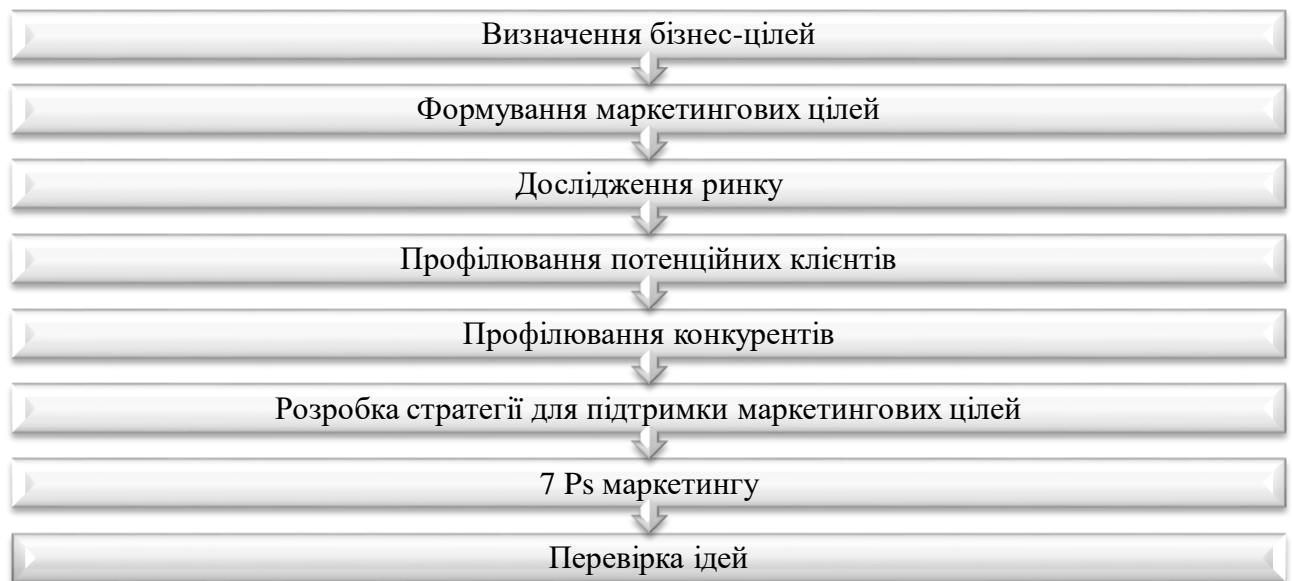 Визначення бізнес-цілей
Формування маркетингових цілей
Дослідження ринку
Профілювання потенційних клієнтів
Профілювання конкурентів
Розробка стратегії для підтримки маркетингових цілей
7 Ps маркетингу
Перевірка ідей